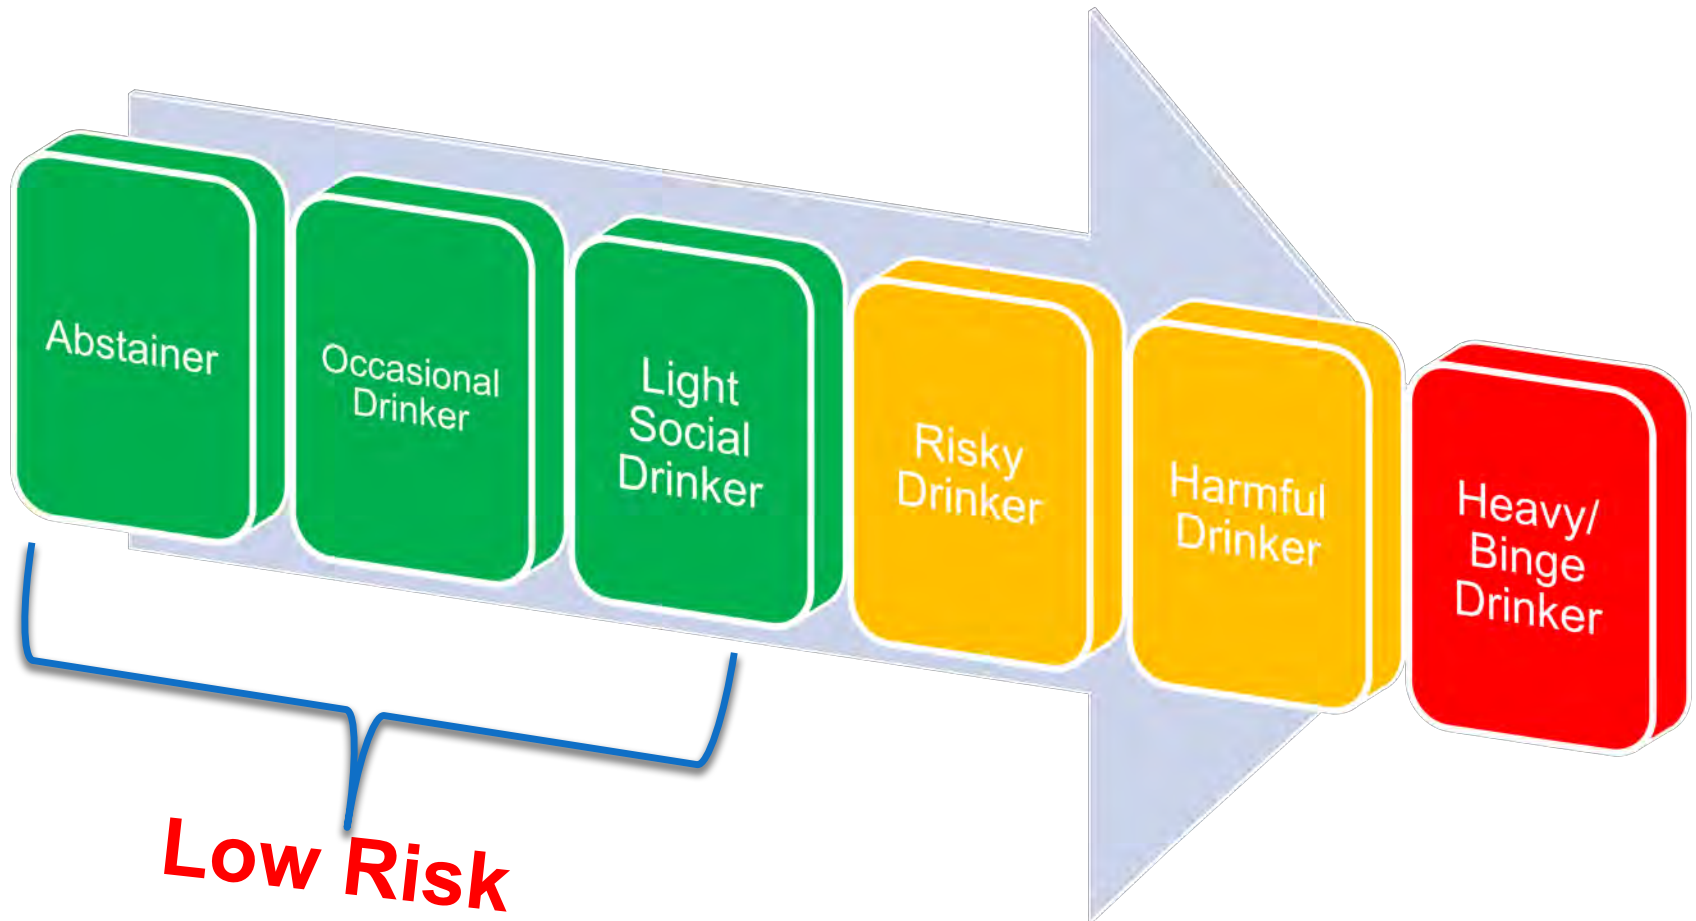 Abstainer
Occasional
Drinker
Light
Social
Drinker
Risky
Drinker
Harmful
Drinker
Heavy/
Binge
Drinker
Low Risk